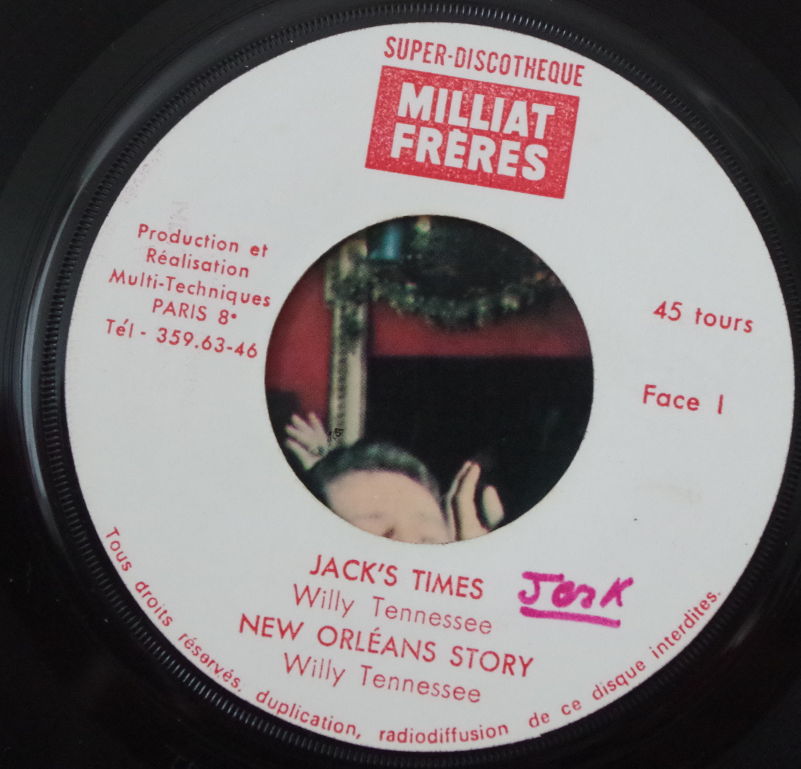 SUPER-DISCOTHEQUE
MILLIAT
FRÈRES
Production et
Réalisation
Multi-Techniques
PARIS 8e
Tél - 359.63-46
45 tours
Face I
JACK'S TIMES
Jerk
Willy Tennessee
NEW ORLÉANS STORY
Willy Tennessee
Tous droits réservés, duplication, radiodiffusion de ce disque interdites.